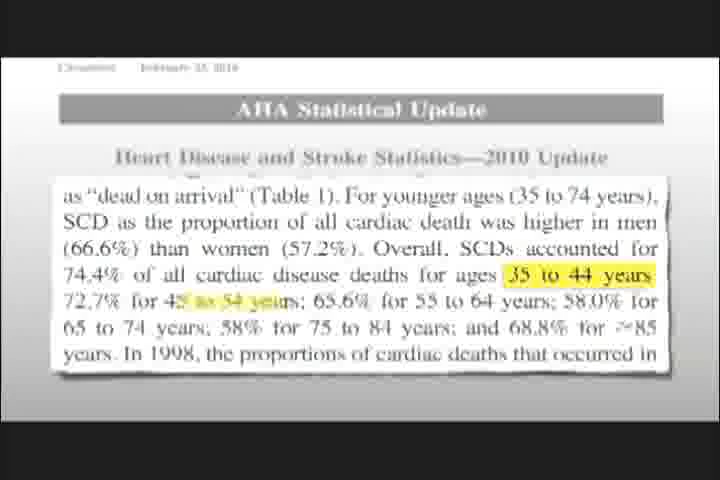 Circulation February 23, 2010
AHA Statistical Update
Heart Disease and Stroke Statistics—2010 Update
as “dead on arrival” (Table 1). For younger ages (35 to 74 years),
SCD as the proportion of all cardiac death was higher in men
(66.6%) than women (57.2%). Overall, SCDs accounted for
74.4% of all cardiac disease deaths for ages 35 to 44 years
72.7% for 45 to 54 years; 65.6% for 55 to 64 years; 58.0% for
65 to 74 years; 58% for 75 to 84 years; and 68.8% for ≥85
years. In 1998, the proportions of cardiac deaths that occurred in